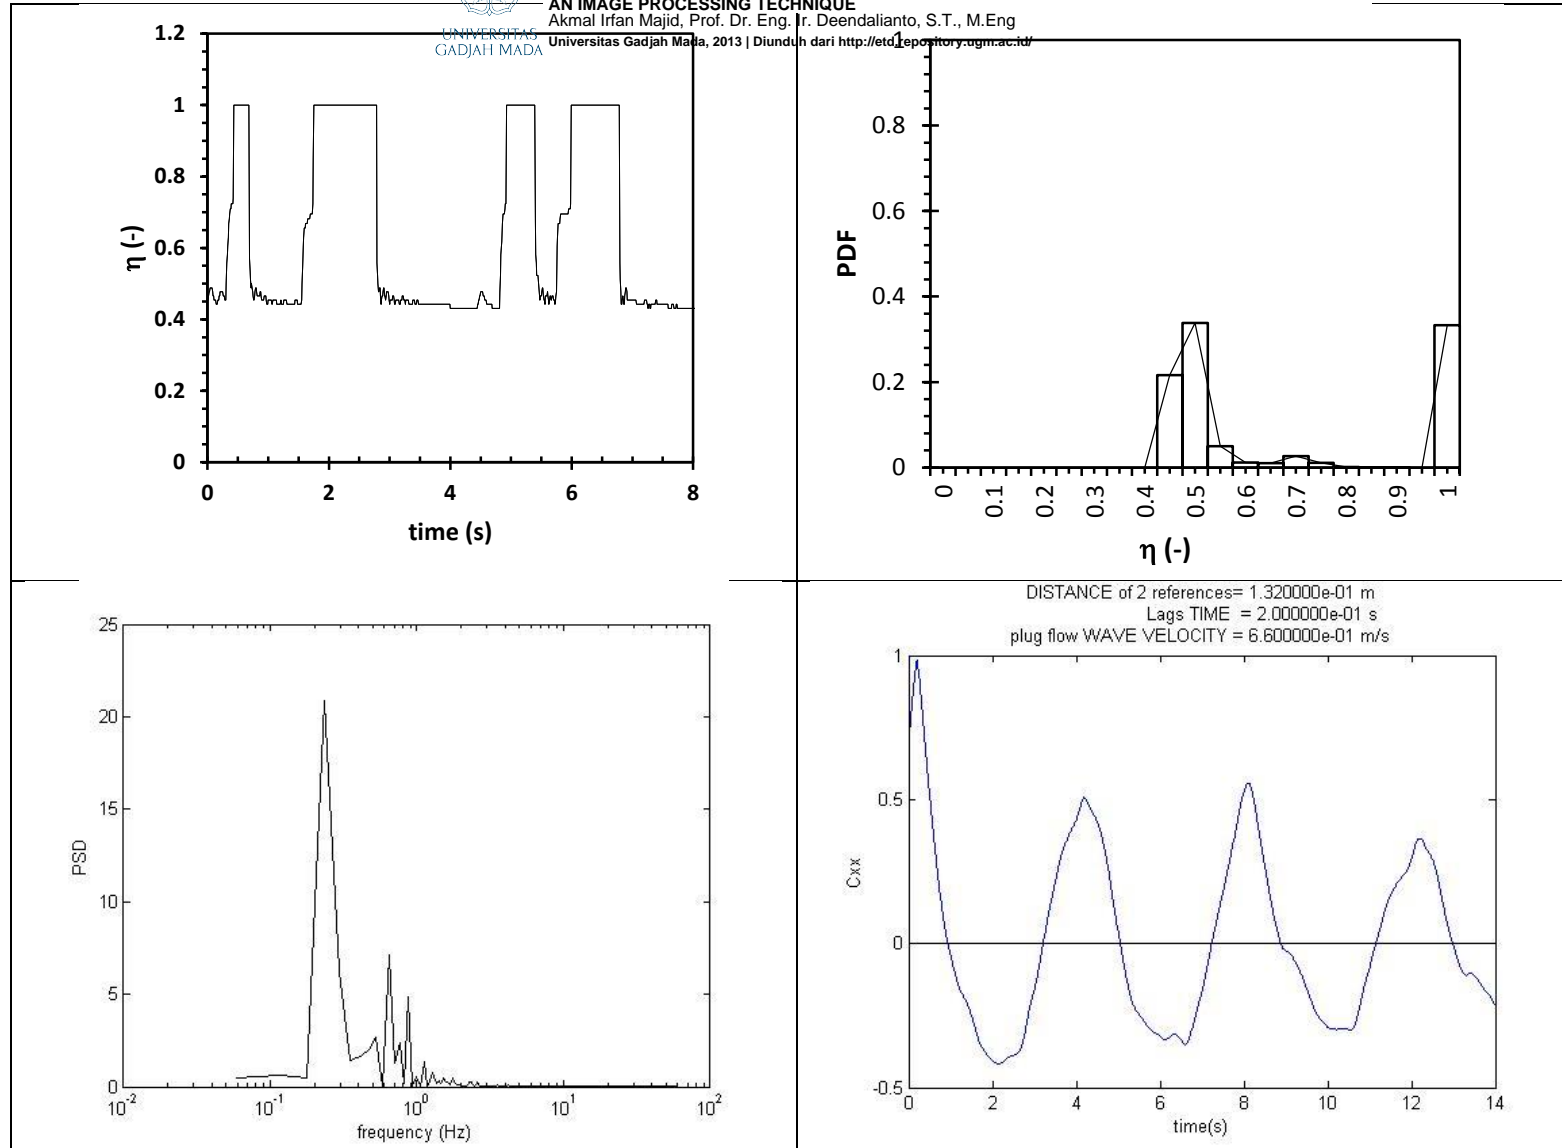 AN IMAGE PROCESSING TECHNIQUE
Akmal Irfan Majid, Prof. Dr. Eng. Ir. Deendalianto, S.T., M.Eng
UNIVERSITAS
GADJAH MADA
Universitas Gadjah Mada, 2013 | Diunduh dari http://etd.repository.ugm.ac.id/
1.2
1
0.8
0.6
0.4
0.2
0
η (-)
0 2 4 6 8
time (s)
1
0.8
0.6
0.4
0.2
0
PDF
0 0.1 0.2 0.3 0.4 0.5 0.6 0.7 0.8 0.9 1
η (-)
25
20
15
10
5
0
PSD
10-2 10-1 100 101 102
frequency (Hz)
DISTANCE of 2 references= 1.320000e-01 m
Lags TIME = 2.000000e-01 s
plug flow WAVE VELOCITY = 6.600000e-01 m/s
1
0.5
0
-0.5
Cxx
0 2 4 6 8 10 12 14
time(s)